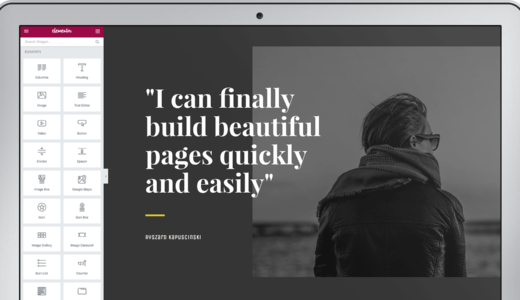 elementor
Search Widget...
ELEMENTS
Columns
Heading
Image
Text Editor
Video
Button
Divider
Spacer
Image Box
Google Maps
Icon
Icon Box
Image Gallery
Image Carousel
Icon List
Counter
"I can finally
build beautiful
pages quickly
and easily"
Ryszard Kapuscinski